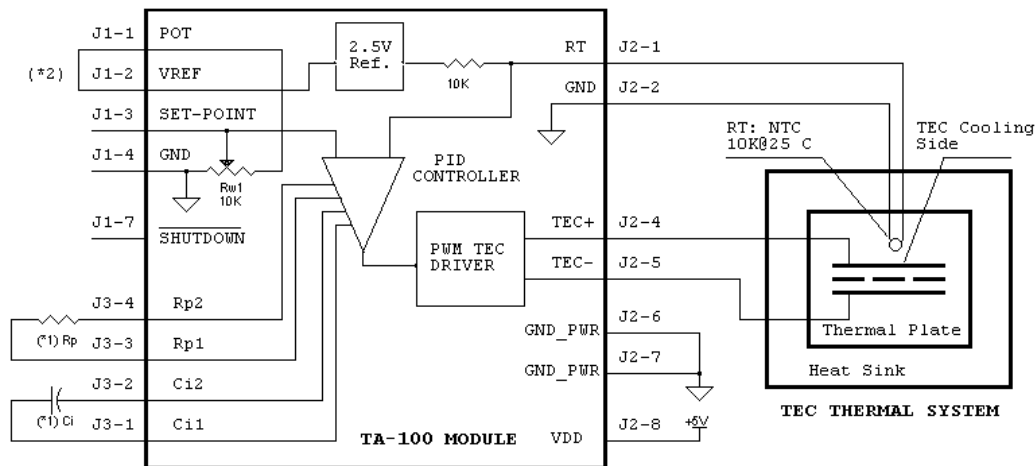 J1-1 POT
(*2)
J1-2 VREF
J1-3 SET-POINT
J1-4 GND
Rw1
10K
J1-7
SHUTDOWN
J3-4 Rp2
(*1) Rp
J3-3 Rp1
J3-2 Ci2
(*1) Ci
J3-1 Ci1
2.5V
Ref.
10K
PID
CONTROLLER
PWM TEC
DRIVER
TA-100 MODULE
RT J2-1
GND J2-2
TEC+ J2-4
TEC- J2-5
GND_PWR J2-6
GND_PWR J2-7
+5V
VDD J2-8
RT: NTC
10K@25 C
TEC Cooling
Side
Thermal Plate
Heat Sink
TEC THERMAL SYSTEM